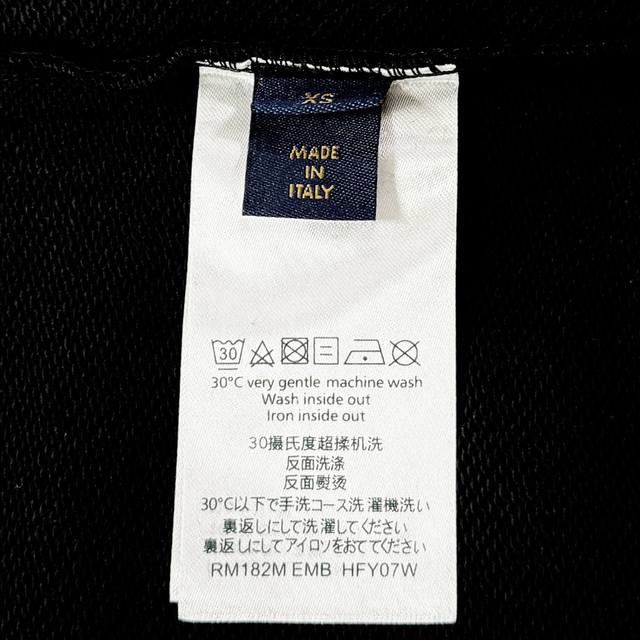 XS
MADE
IN
ITALY
30
30°C very gentle machine wash
Wash inside out
Iron inside out
30摄氏度超揉机洗
反面洗涤
反面熨烫
30℃以下で手洗コース洗濯機洗い
裏返しにして洗濯してください
裏返しにしてアイロソをおててください
RM182M EMB HFY07W